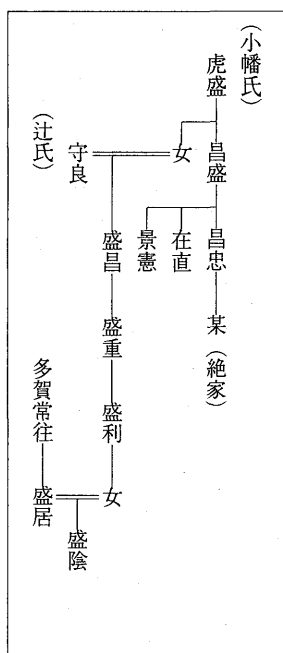 (小幡氏)
虎盛
昌盛
女
昌忠
在直
景憲
某
(絶家)
(辻氏)
守良
盛昌
盛重
盛利
女
多賀常往
盛居
盛陰